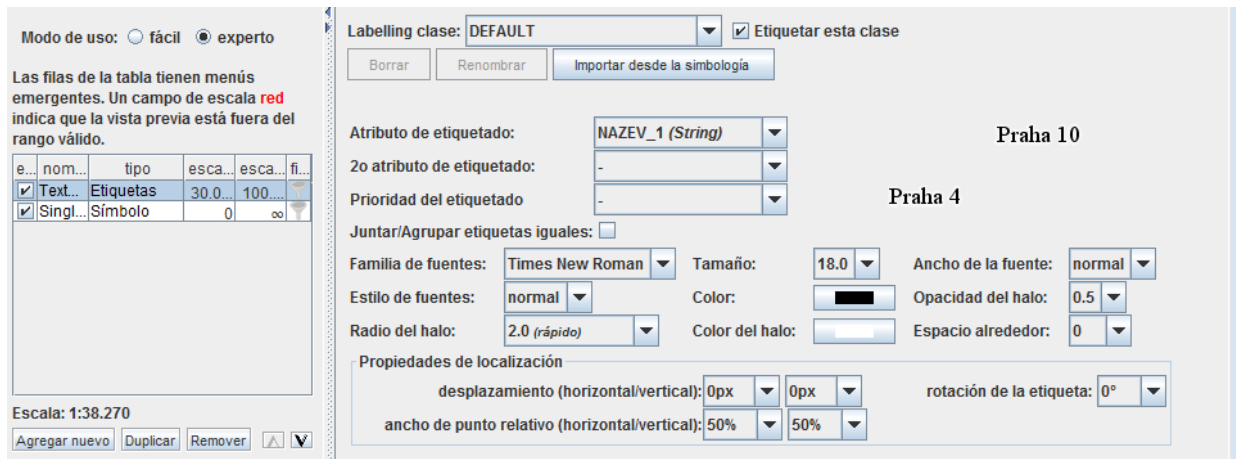 Modo de uso: fácil experto
Las filas de la tabla tienen menús
emergentes. Un campo de escala red
indica que la vista previa está fuera del
rango válido.
e... nom... tipo esca... esca... fi...
Text... Etiquetas 30.0... 100....
Singl... Símbolo 0 ∞
Escala: 1:38.270
Agregar nuevo Duplicar Remover
Labelling clase: DEFAULT Etiquetar esta clase
Borrar Renombrar Importar desde la simbología
Atributo de etiquetado: NAZEV_1 (String)
2o atributo de etiquetado: -
Prioridad del etiquetado -
Juntar/Agrupar etiquetas iguales:
Praha 10
Praha 4
Familia de fuentes: Times New Roman Tamaño: 18.0 Ancho de la fuente: normal
Estilo de fuentes: normal Color: Opacidad del halo: 0.5
Radio del halo: 2.0 (rápido) Color del halo: Espacio alrededor: 0
Propiedades de localización
desplazamiento (horizontal/vertical): 0px 0px rotación de la etiqueta: 0°
ancho de punto relativo (horizontal/vertical): 50% 50%